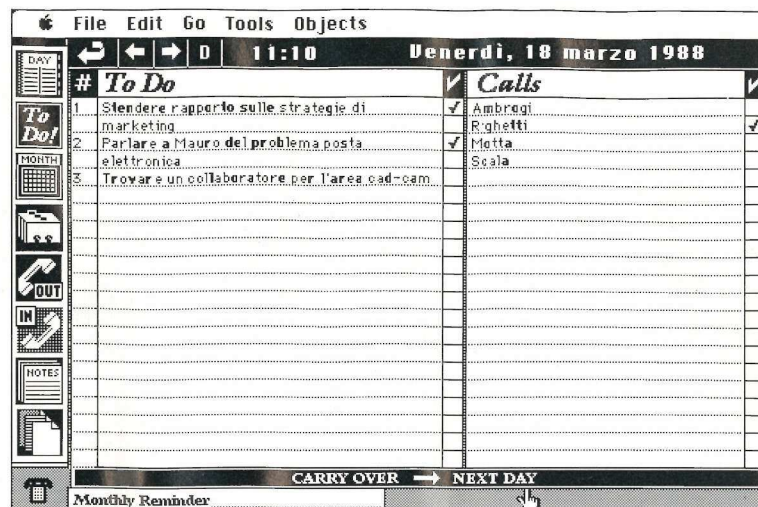 File Edit Go Tools Objects
D 11:10 Venerdì, 18 marzo 1988
DAY
# To Do ✓ Calls ✓
1 Stendere rapporto sulle strategie di ✓ Ambrogi
marketing Righetti ✓
2 Parlare a Mauro del problema posta ✓ Motta
elettronica Scala
3 Trovare un collaboratore per l'area cad-cam
To Do!
MONTH
OUT
IN
NOTES
CARRY OVER → NEXT DAY
Monthly Reminder